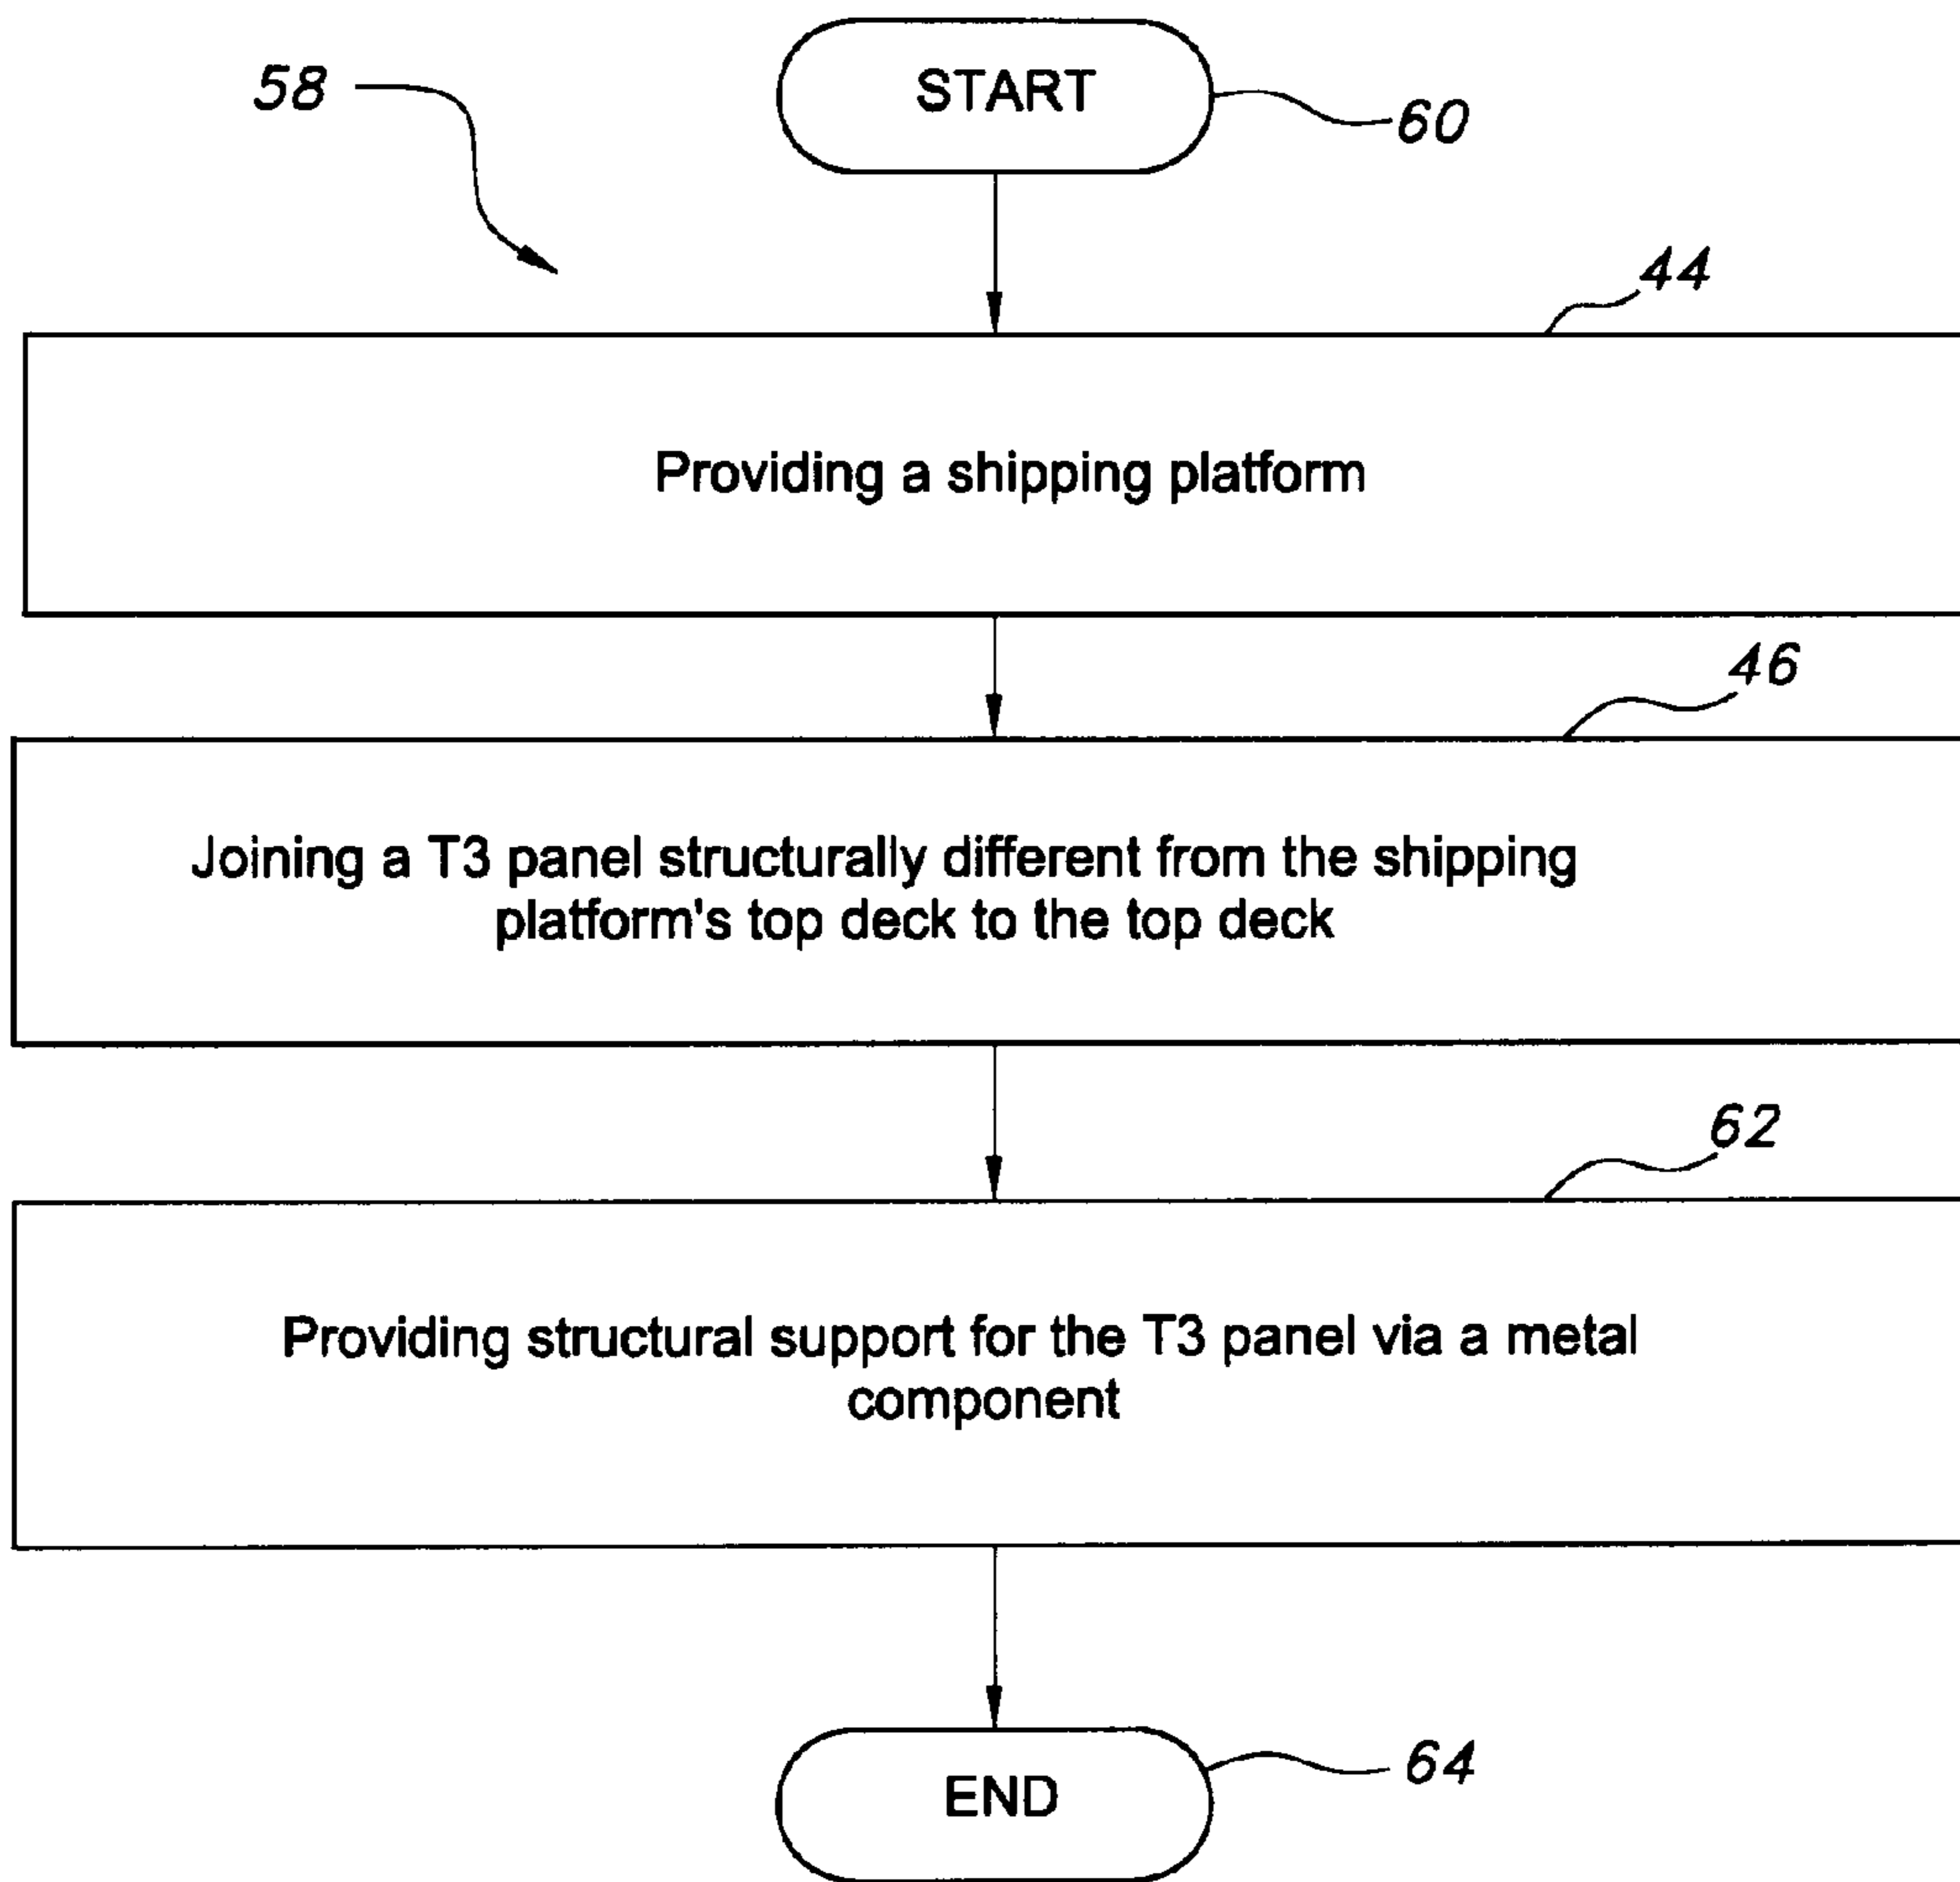 58
START
60
44
Providing a shipping platform
46
Joining a T3 panel structurally different from the shipping
platform's top deck to the top deck
62
Providing structural support for the T3 panel via a metal
component
END
64